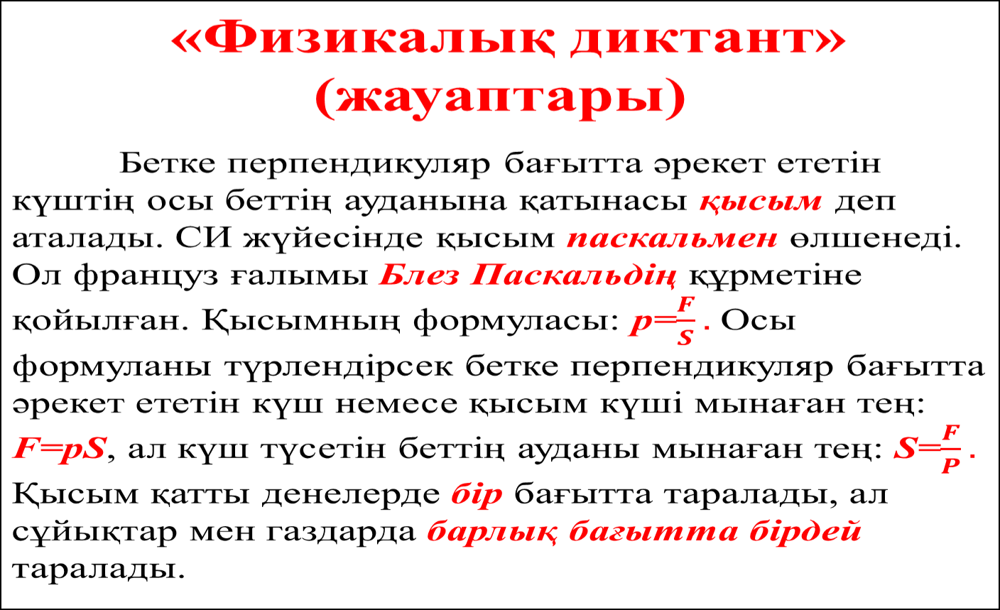 «Физикалық диктант»
(жауаптары)
Бетке перпендикуляр бағытта әрекет ететін
күштің осы беттің ауданына қатынасы қысым деп
аталады. СИ жүйесінде қысым паскальмен өлшенеді.
Ол француз ғалымы Блез Паскальдің құрметіне
қойылған. Қысымның формуласы: p=F/S . Осы
формуланы түрлендірсек бетке перпендикуляр бағытта
әрекет ететін күш немесе қысым күші мынаған тең:
F=pS, ал күш түсетін беттің ауданы мынаған тең: S=F/P .
Қысым қатты денелерде бір бағытта таралады, ал
сұйықтар мен газдарда барлық бағытта бірдей
таралады.